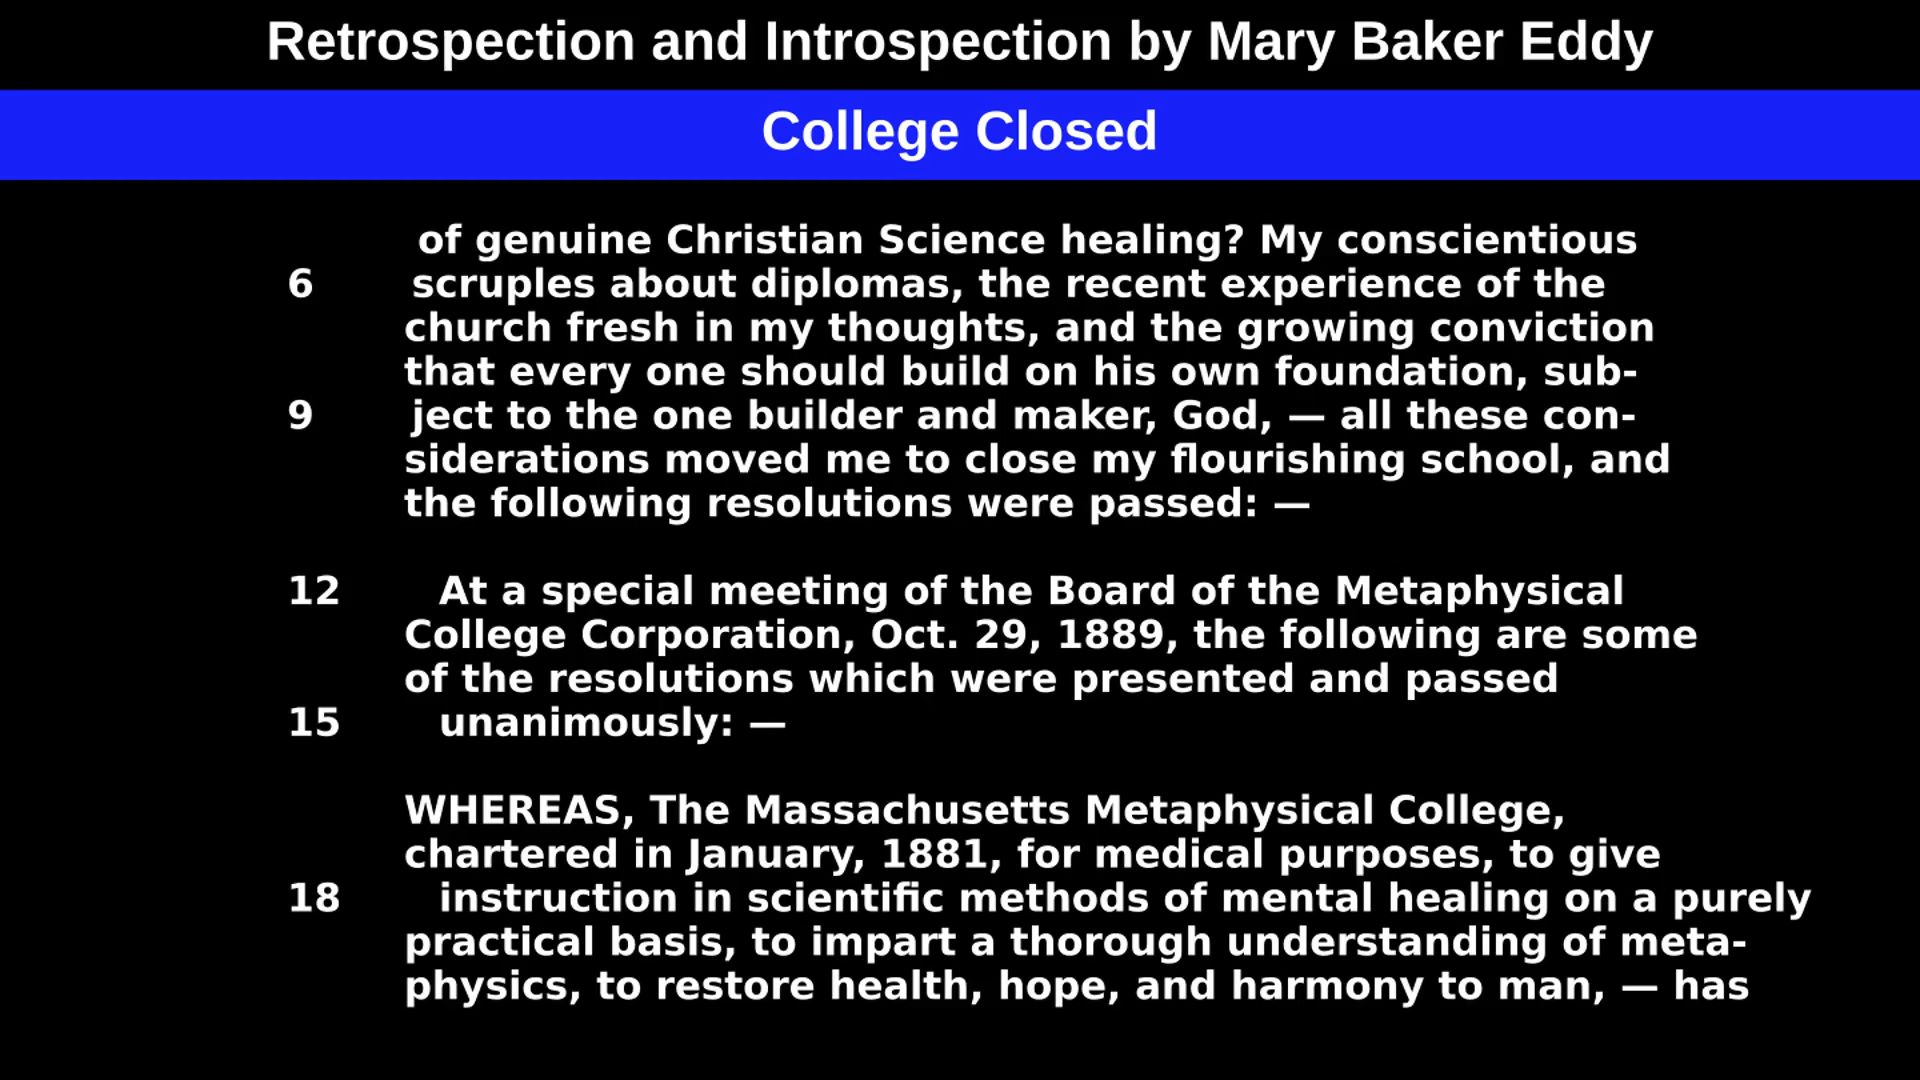 Retrospection and Introspection by Mary Baker Eddy
College Closed
of genuine Christian Science healing? My conscientious
6 scruples about diplomas, the recent experience of the
church fresh in my thoughts, and the growing conviction
that every one should build on his own foundation, sub-
9 ject to the one builder and maker, God, — all these con-
siderations moved me to close my flourishing school, and
the following resolutions were passed: —
12 At a special meeting of the Board of the Metaphysical
College Corporation, Oct. 29, 1889, the following are some
of the resolutions which were presented and passed
15 unanimously: —
WHEREAS, The Massachusetts Metaphysical College,
chartered in January, 1881, for medical purposes, to give
18 instruction in scientific methods of mental healing on a purely
practical basis, to impart a thorough understanding of meta-
physics, to restore health, hope, and harmony to man, — has